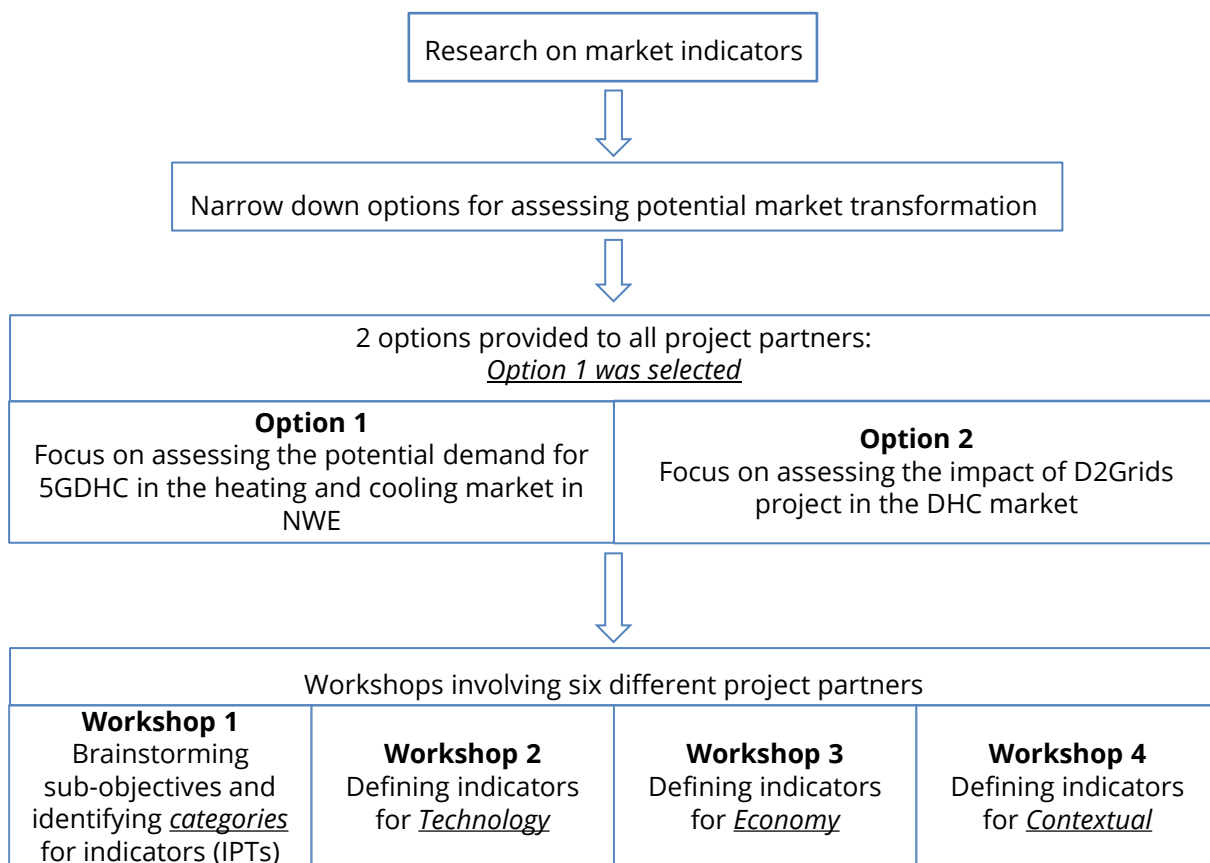 Research on market indicators
Narrow down options for assessing potential market transformation
2 options provided to all project partners:
Option 1 was selected
Option 1
Focus on assessing the potential demand for
5GDHC in the heating and cooling market in
NWE
Option 2
Focus on assessing the impact of D2Grids
project in the DHC market
Workshops involving six different project partners
Workshop 1
Brainstorming
sub-objectives and
identifying categories
for indicators (IPTs)
Workshop 2
Defining indicators
for Technology
Workshop 3
Defining indicators
for Economy
Workshop 4
Defining indicators
for Contextual